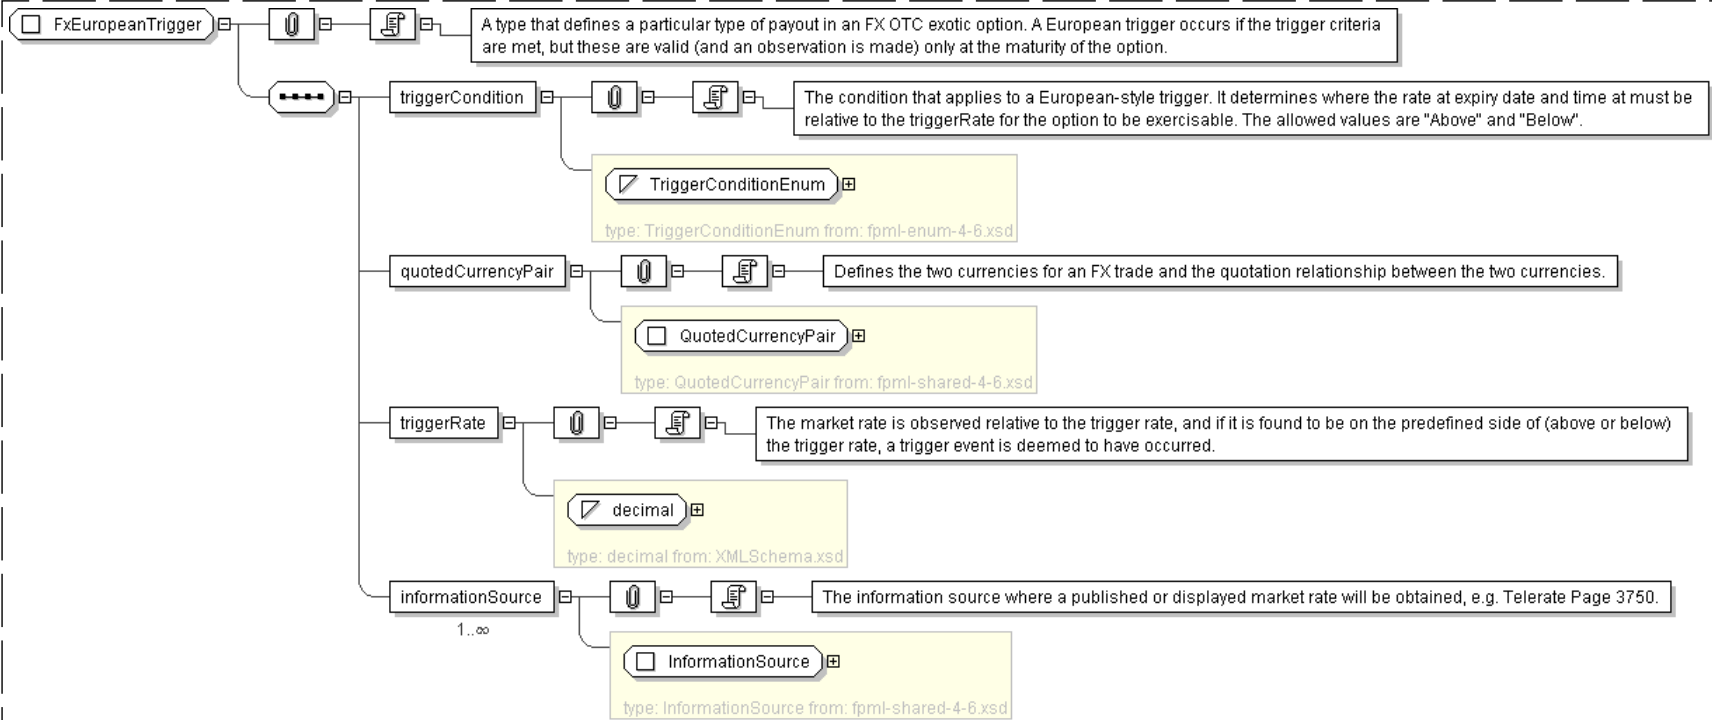 FxEuropeanTrigger
A type that defines a particular type of payout in an FX OTC exotic option. A European trigger occurs if the trigger criteria
are met, but these are valid (and an observation is made) only at the maturity of the option.
triggerCondition
The condition that applies to a European-style trigger. It determines where the rate at expiry date and time at must be
relative to the triggerRate for the option to be exercisable. The allowed values are "Above" and "Below".
TriggerConditionEnum
type: TriggerConditionEnum from: fpml-enum-4-6.xsd
quotedCurrencyPair
Defines the two currencies for an FX trade and the quotation relationship between the two currencies.
QuotedCurrencyPair
type: QuotedCurrencyPair from: fpml-shared-4-6.xsd
triggerRate
The market rate is observed relative to the trigger rate, and if it is found to be on the predefined side of (above or below)
the trigger rate, a trigger event is deemed to have occurred.
decimal
type: decimal from: XMLSchema.xsd
informationSource
The information source where a published or displayed market rate will be obtained, e.g. Telerate Page 3750.
1..∞
InformationSource
type: InformationSource from: fpml-shared-4-6.xsd